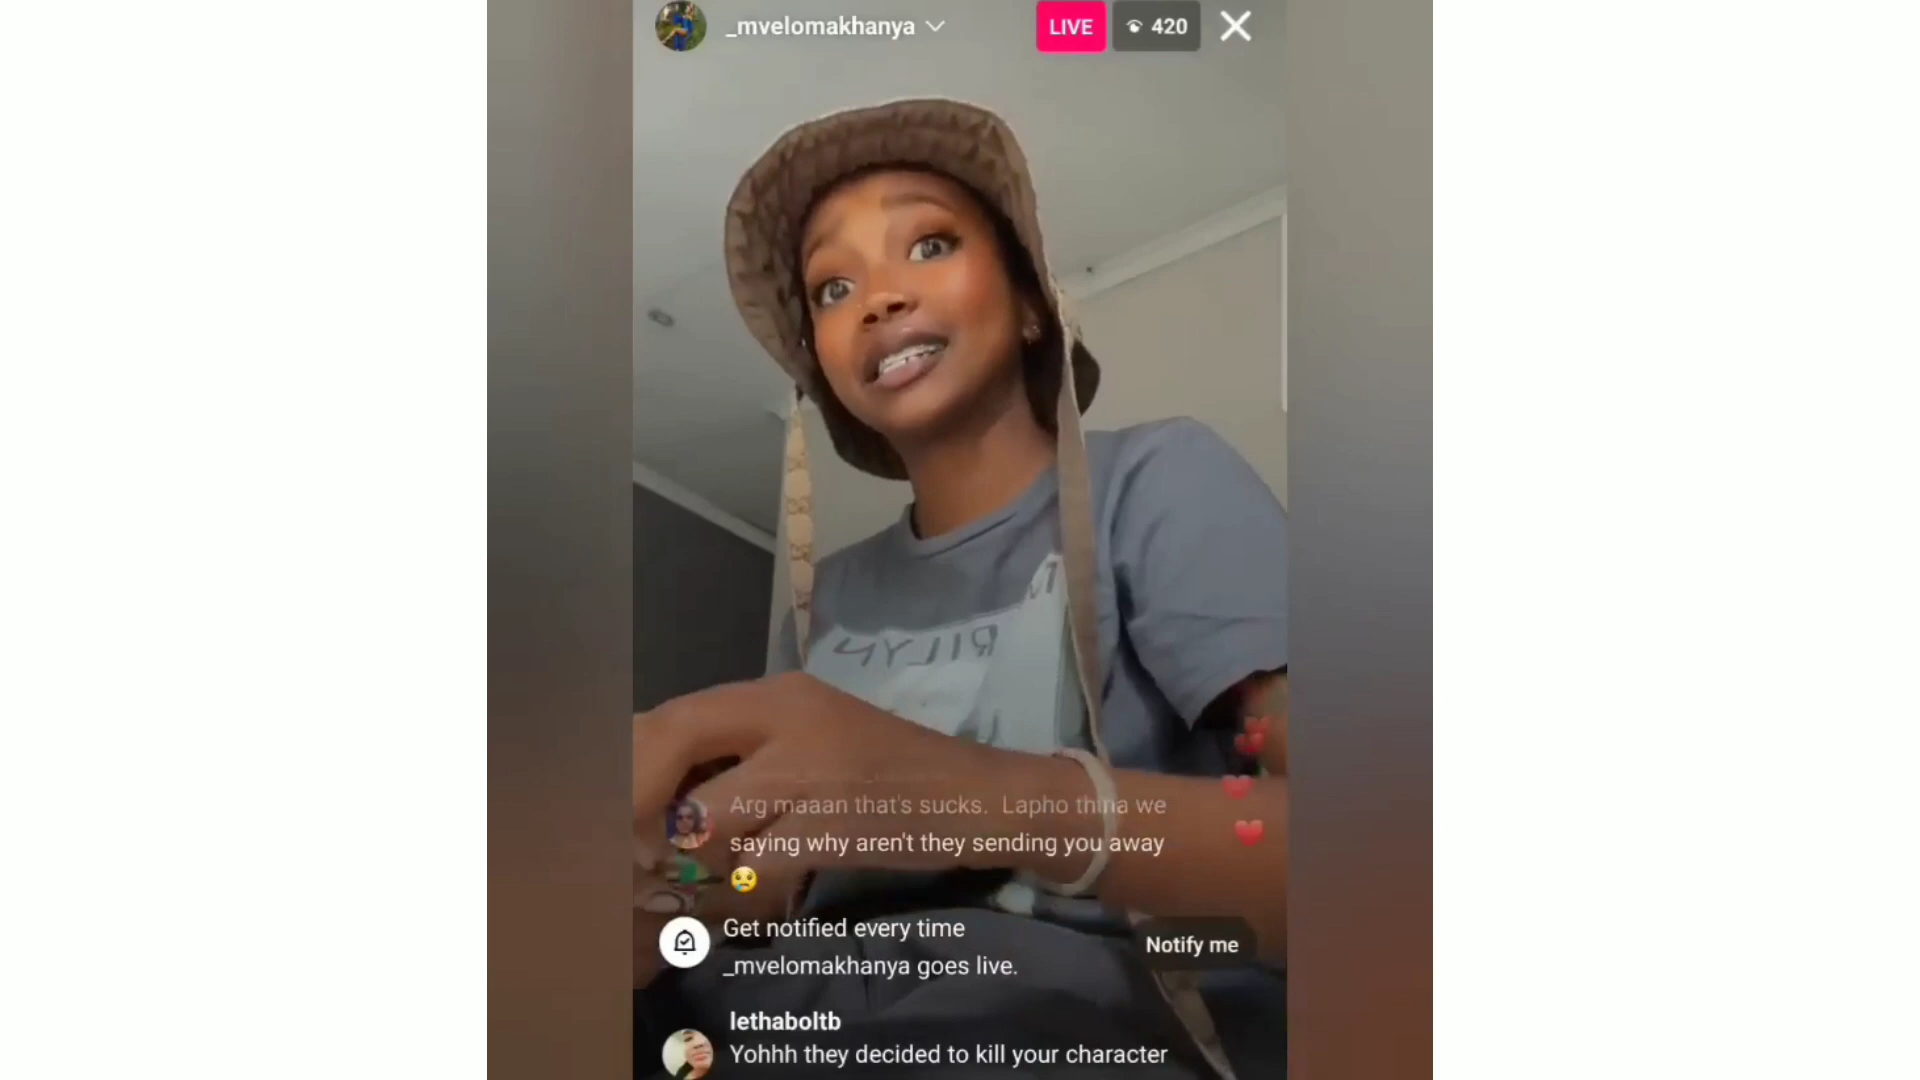 _mvelomakhanya
LIVE
420
Arg maaan that's sucks. Lapho thina we
saying why aren't they sending you away
😢
Get notified every time
_mvelomakhanya goes live.
Notify me
lethaboltb
Yohhh they decided to kill your character